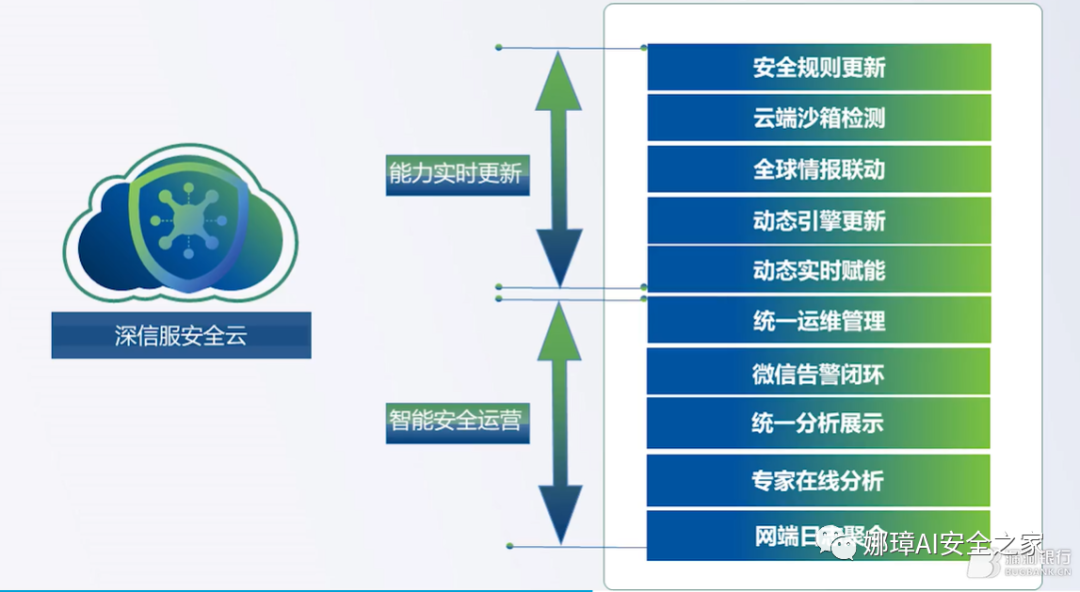 安全规则更新
云端沙箱检测
全球情报联动
能力实时更新
动态引擎更新
动态实时赋能
深信服安全云
统一运维管理
微信告警闭环
智能安全运营
统一分析展示
专家在线分析
网端日
娜璋AI安全之家